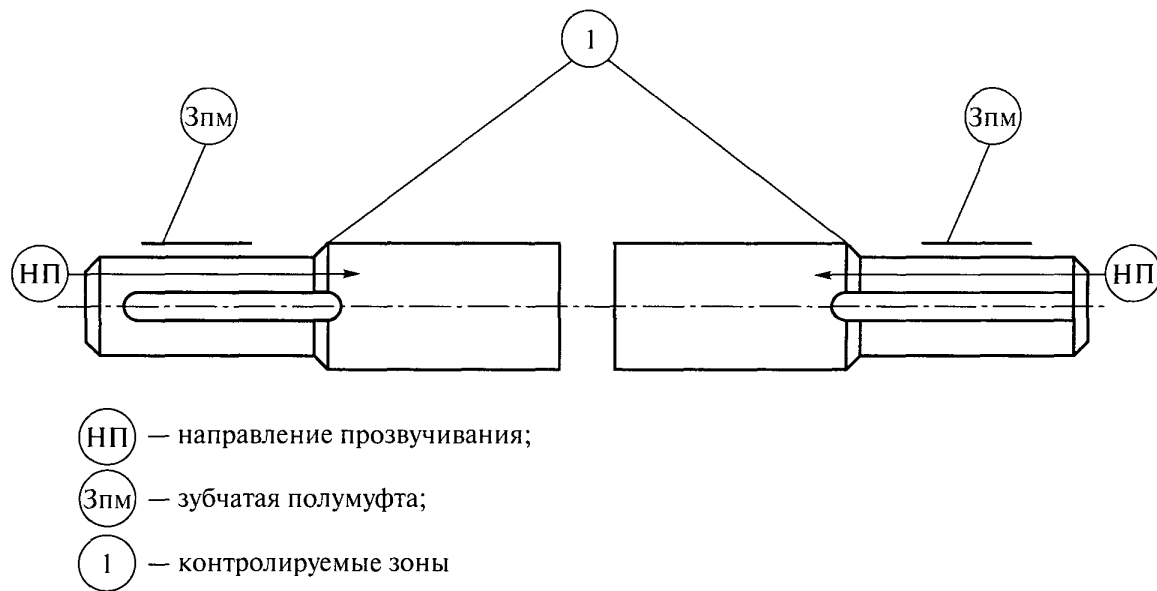 1
Зпм
Зпм
НП
НП
НП — направление прозвучивания;
Зпм — зубчатая полумуфта;
1 — контролируемые зоны